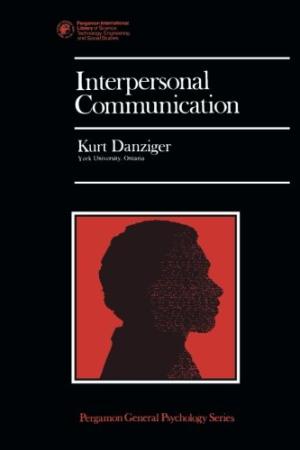 Pergamon International
Library of Science
Technology, Engineering
and Social Studies
Interpersonal
Communication
Kurt Danziger
York University, Ontario
Pergamon General Psychology Series